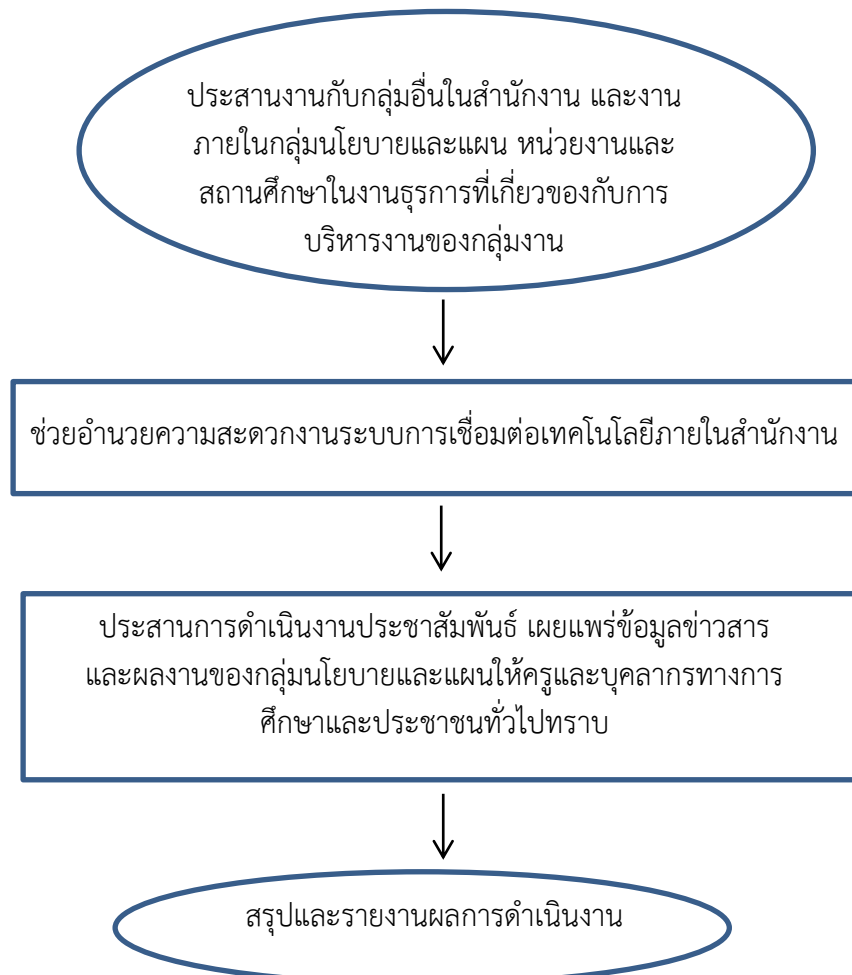 ประสานงานกับกลุ่มอื่นในสำนักงาน และงาน
ภายในกลุ่มนโยบายและแผน หน่วยงานและ
สถานศึกษาในงานธุรการที่เกี่ยวของกับการ
บริหารงานของกลุ่มงาน
ช่วยอำนวยความสะดวกงานระบบการเชื่อมต่อเทคโนโลยีภายในสำนักงาน
ประสานการดำเนินงานประชาสัมพันธ์ เผยแพร่ข้อมูลข่าวสาร
และผลงานของกลุ่มนโยบายและแผนให้ครูและบุคลากรทางการ
ศึกษาและประชาชนทั่วไปทราบ
สรุปและรายงานผลการดำเนินงาน